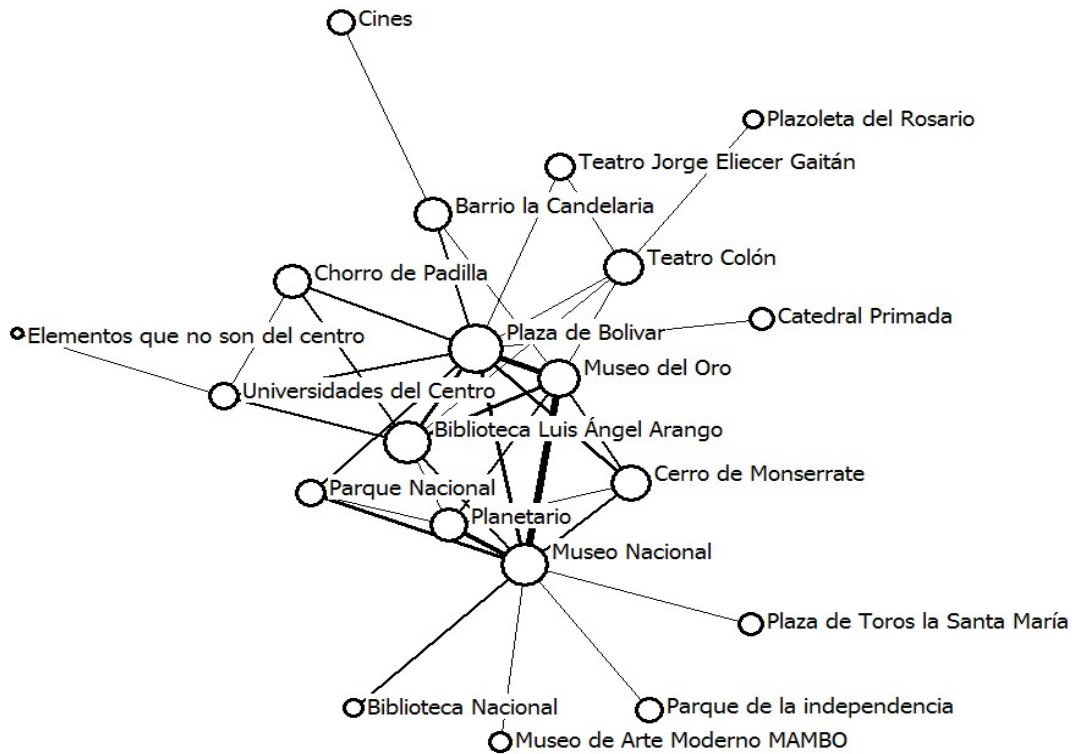 Cines
Plazoleta del Rosario
Teatro Jorge Eliecer Gaitán
Barrio la Candelaria
Teatro Colón
Chorro de Padilla
Catedral Primada
Plaza de Bolivar
Elementos que no son del centro
Museo del Oro
Universidades del Centro
Biblioteca Luis Ángel Arango
Cerro de Monserrate
Parque Nacional
Planetario
Museo Nacional
Plaza de Toros la Santa María
Biblioteca Nacional
Parque de la independencia
Museo de Arte Moderno MAMBO